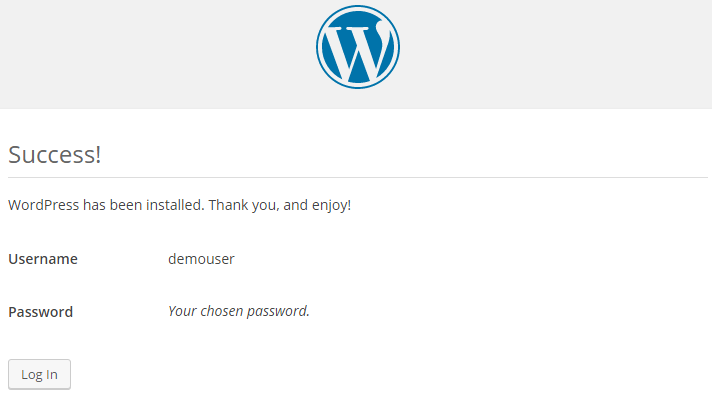 Success!
WordPress has been installed. Thank you, and enjoy!
Username demouser
Password Your chosen password.
Log In